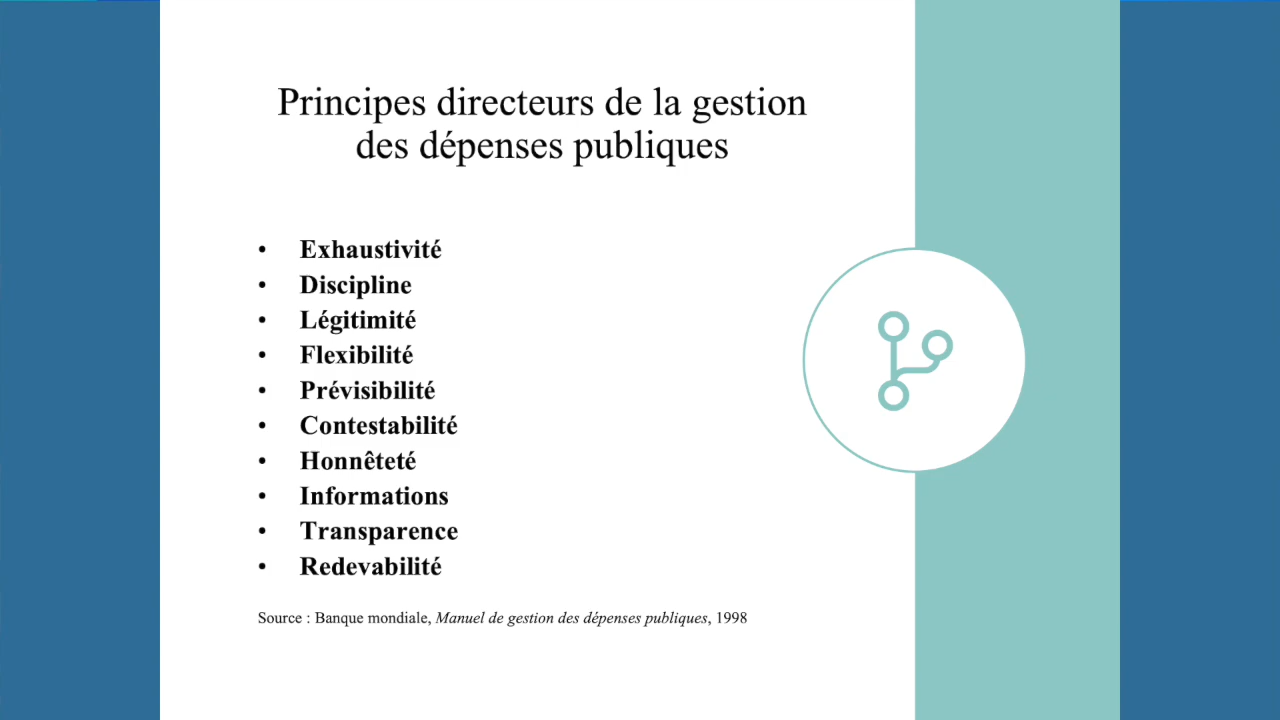 Principes directeurs de la gestion
des dépenses publiques
• Exhaustivité
• Discipline
• Légitimité
• Flexibilité
• Prévisibilité
• Contestabilité
• Honnêteté
• Informations
• Transparence
• Redevabilité
Source : Banque mondiale, Manuel de gestion des dépenses publiques, 1998